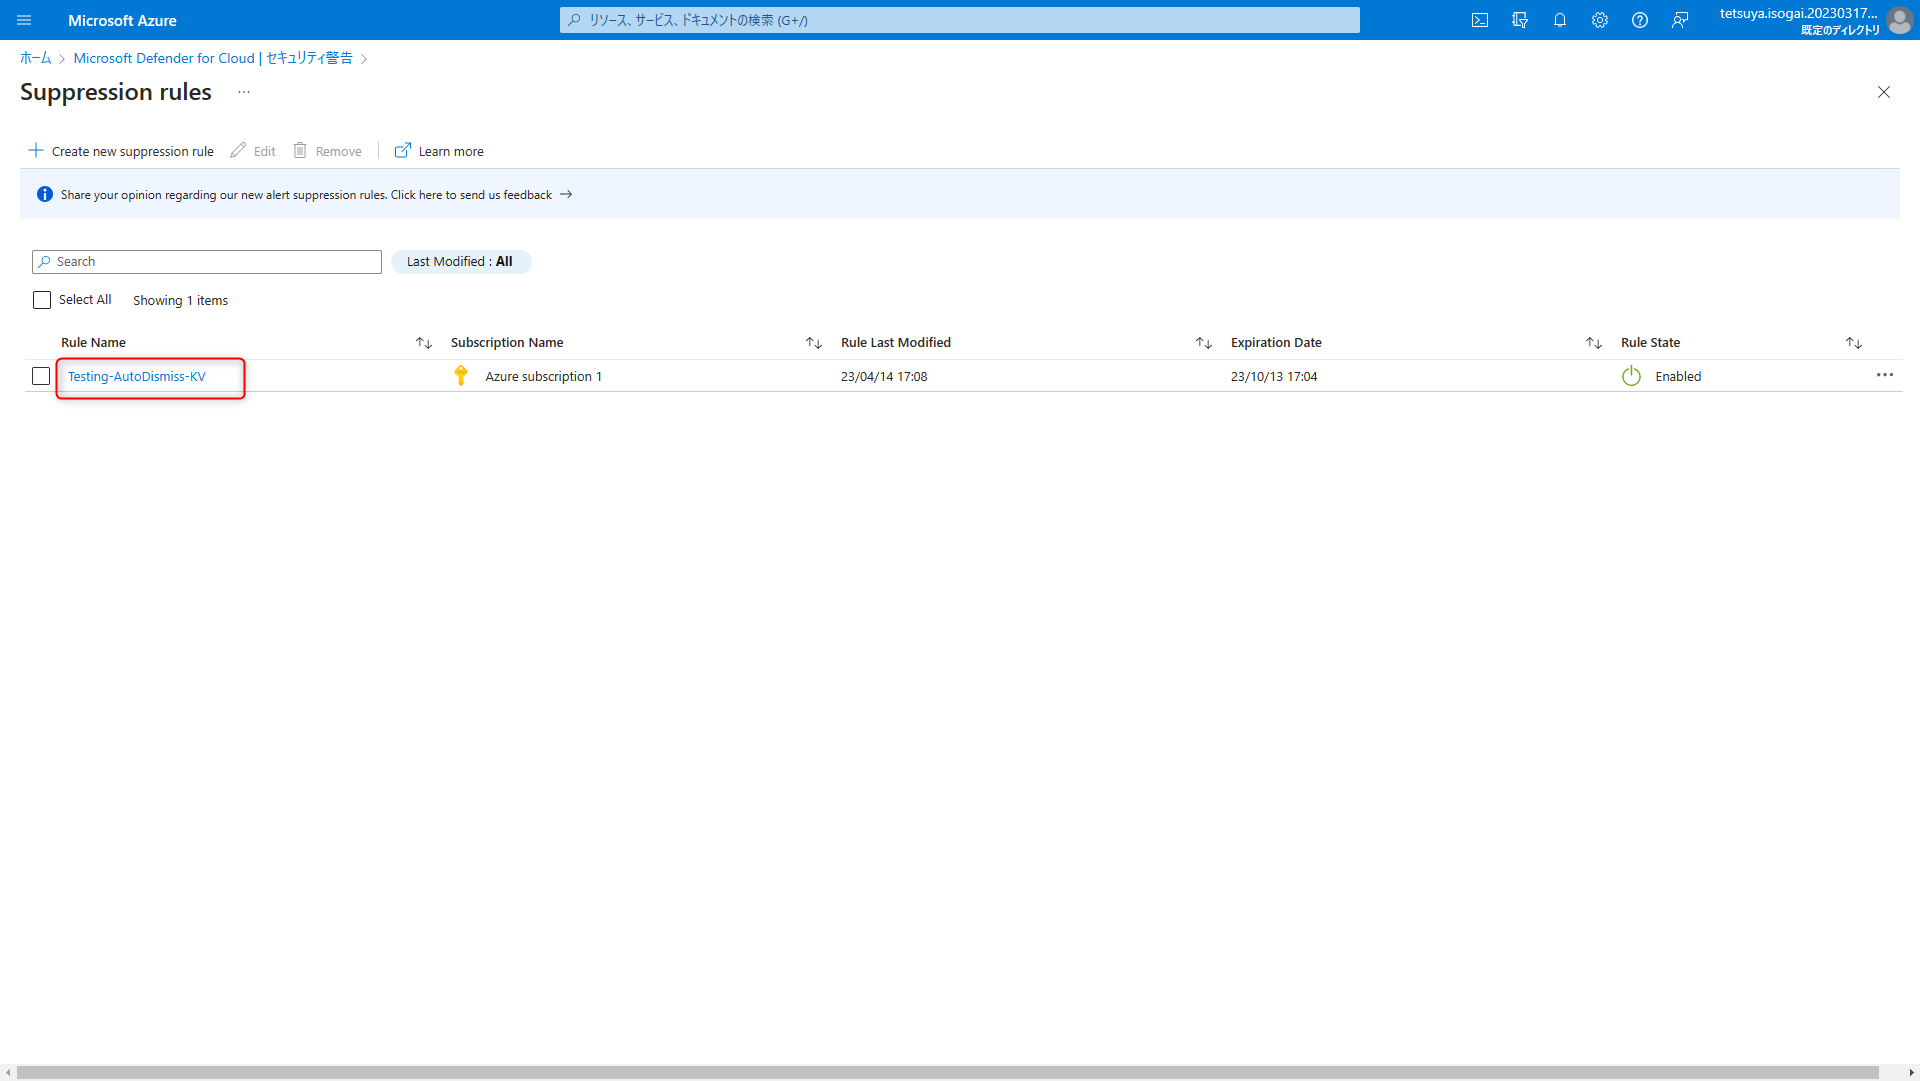 Microsoft Azure
リソース、サービス、ドキュメントの検索 (G+/)
tetsuya.isogai.20230317...
既定のディレクトリ
ホーム > Microsoft Defender for Cloud | セキュリティ警告 >
Suppression rules ...
Create new suppression rule Edit Remove Learn more
Share your opinion regarding our new alert suppression rules. Click here to send us feedback →
Search Last Modified : All
Select All Showing 1 items
Rule Name Subscription Name Rule Last Modified Expiration Date Rule State
Testing-AutoDismiss-KV Azure subscription 1 23/04/14 17:08 23/10/13 17:04 Enabled